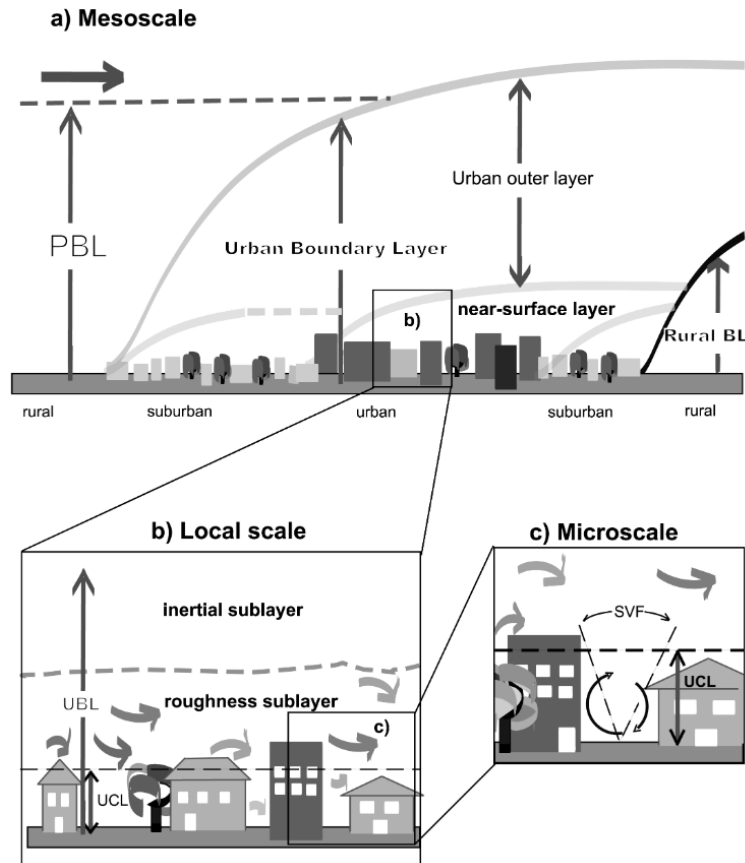 a) Mesoscale
Urban outer layer
PBL
Urban Boundary Layer
near-surface layer
b)
Rural BL
rural
suburban
urban
suburban
rural
b) Local scale
c) Microscale
inertial sublayer
SVF
UBL
roughness sublayer
c)
UCL
UCL